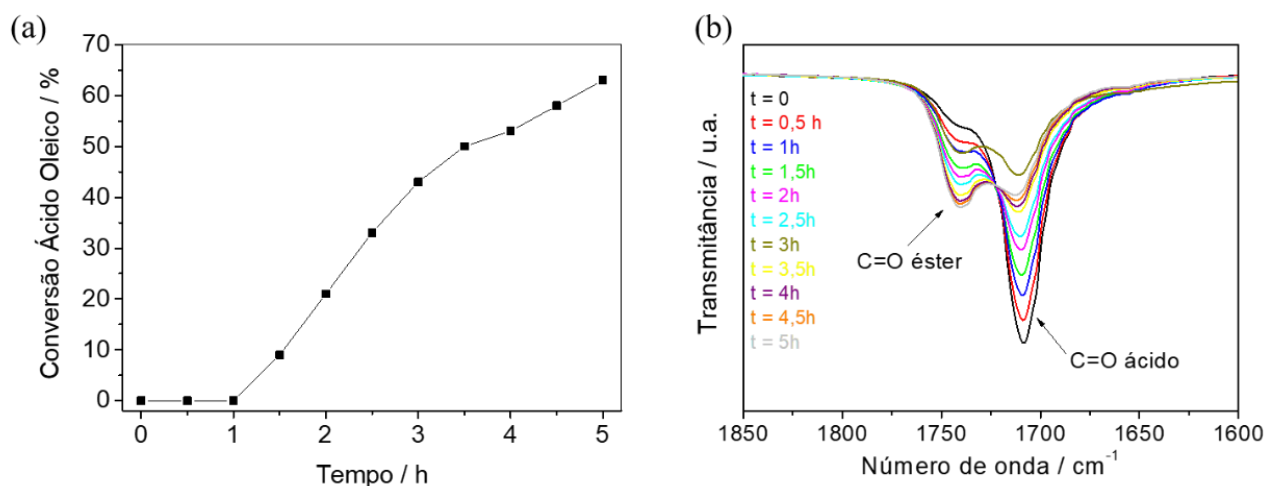 (a)
70
60
50
40
30
20
10
0
Conversão Ácido Oleico / %
0 1 2 3 4 5
Tempo / h
(b)
Transmitância / u.a.
t = 0
t = 0,5 h
t = 1h
t = 1,5h
t = 2h
t = 2,5h
t = 3h
t = 3,5h
t = 4h
t = 4,5h
t = 5h
C=O éster
C=O ácido
1850 1800 1750 1700 1650 1600
Número de onda / cm⁻¹